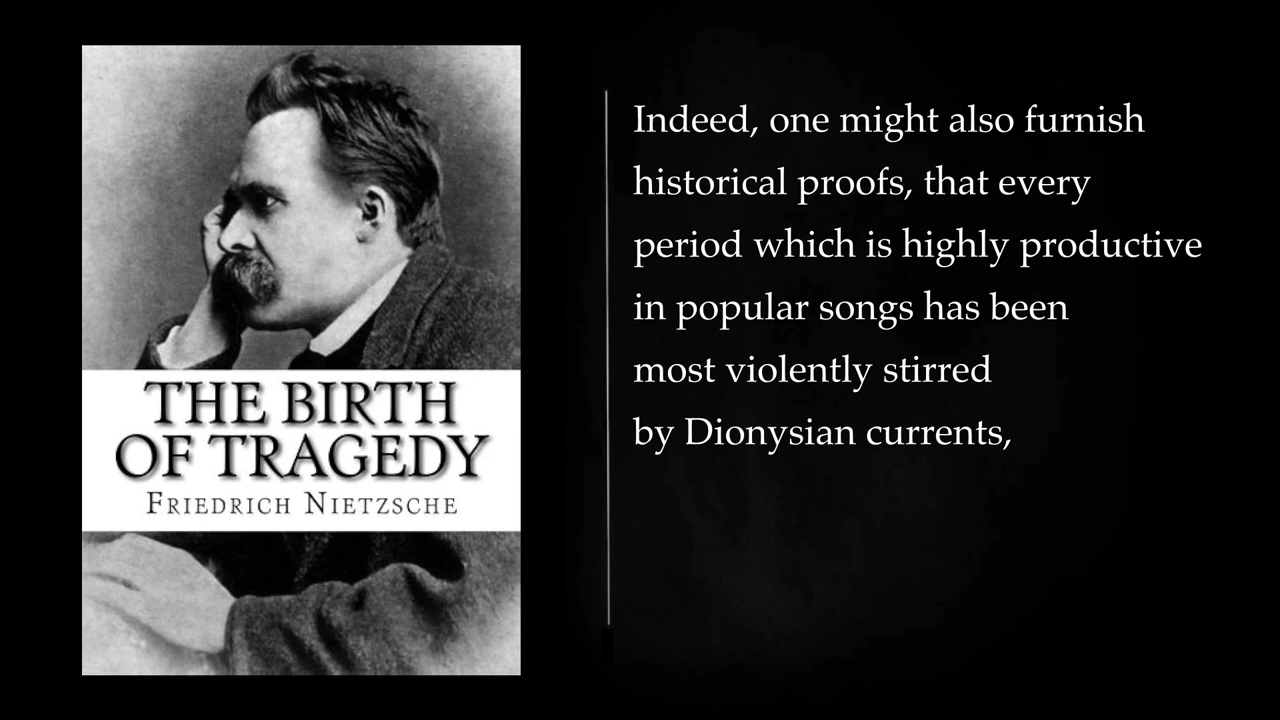 THE BIRTH
OF TRAGEDY
FRIEDRICH NIETZSCHE
Indeed, one might also furnish
historical proofs, that every
period which is highly productive
in popular songs has been
most violently stirred
by Dionysian currents,